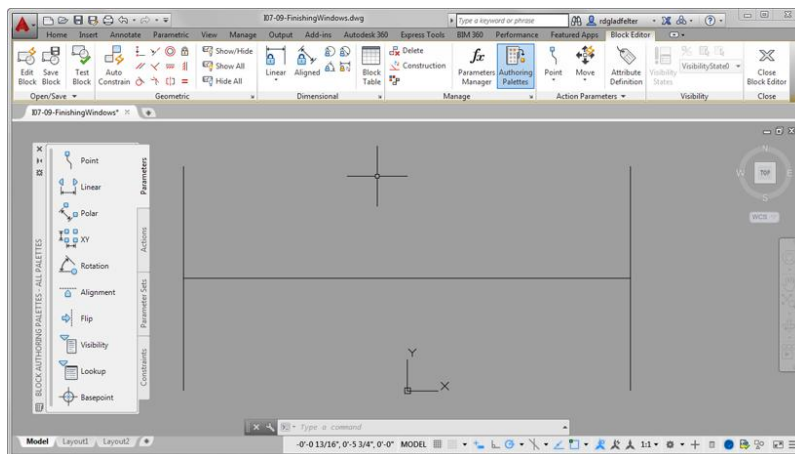 I07-09-FinishingWindows.dwg
Type a keyword or phrase
rdgladfelter
Home Insert Annotate Parametric View Manage Output Add-ins Autodesk 360 Express Tools BIM 360 Performance Featured Apps Block Editor
Edit Block
Save Block
Test Block
Auto Constrain
Show/Hide
Show All
Hide All
Linear
Aligned
Block Table
Delete
Construction
Parameters Manager
Authoring Palettes
Point
Move
Attribute Definition
Visibility States
VisibilityState0
Close Block Editor
Open/Save Geometric Dimensional Manage Action Parameters Visibility Close
I07-09-FinishingWindows*
Point
Linear
Polar
XY
Rotation
Alignment
Flip
Visibility
Lookup
Basepoint
Parameters
Actions
Parameter Sets
Constraints
BLOCK AUTHORING PALETTES - ALL PALETTES
N
W
TOP
E
S
WCS
Y
X
Type a command
Model Layout1 Layout2
-0'-0 13/16", 0'-5 3/4", 0'-0" MODEL
1:1